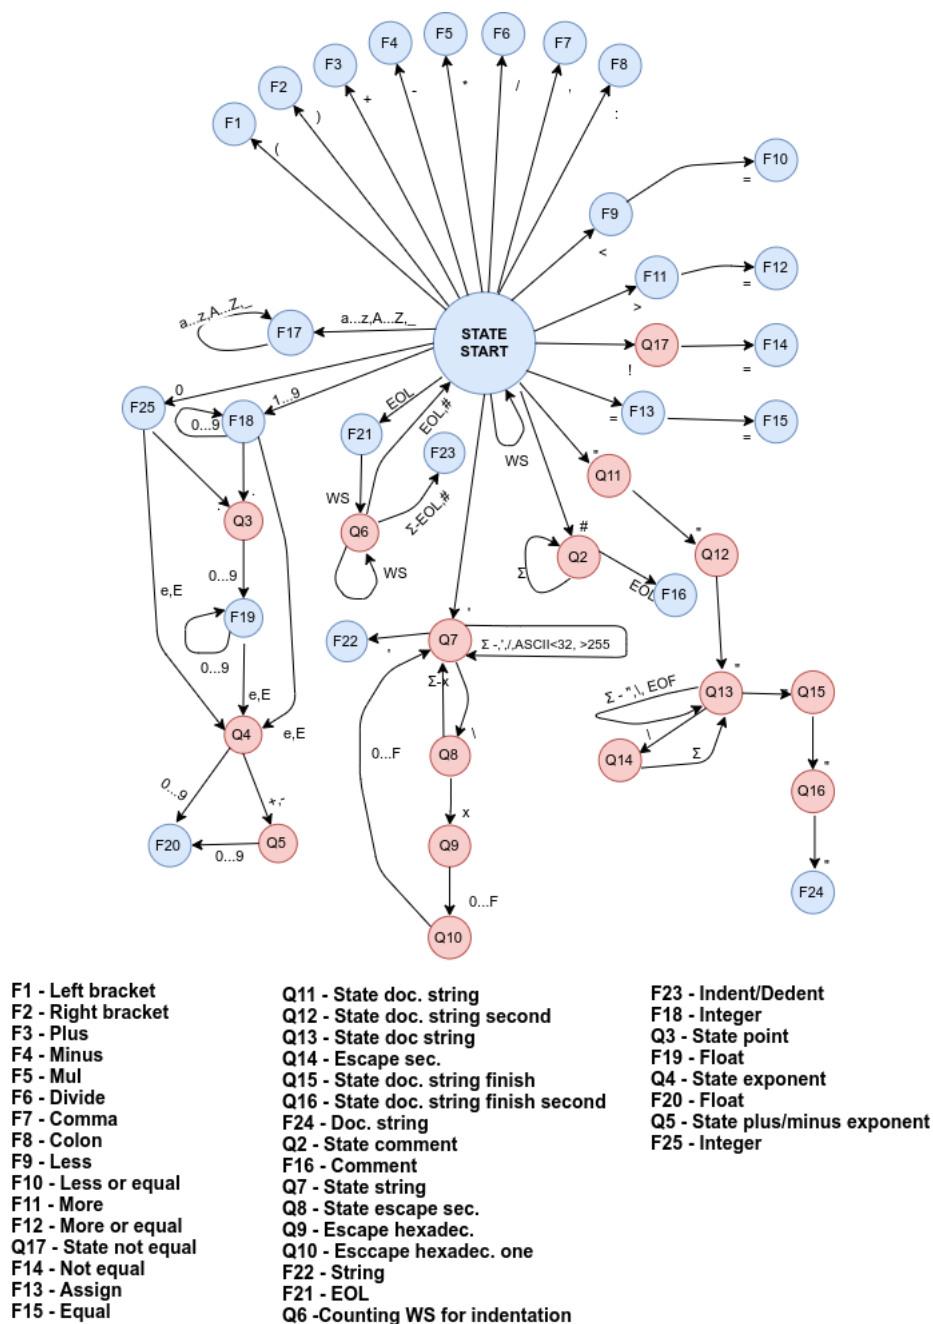 F1
F2
F3
F4
F5
F6
F7
F8
(
)
+
-
*
/
,
:
F9
<
F10
=
F11
>
F12
=
STATE
START
Q17
!
F14
=
F13
=
F15
=
F17
a...z,A...Z,_
a...z,A...Z,_
F25
0
F18
1...9
0...9
F21
EOL
EOL,#
F23
Σ-EOL,#
WS
Q6
WS
WS
Q11
"
Q12
"
Q2
#
Σ
EOL
F16
Q3
.
.
0...9
F19
0...9
e,E
e,E
e,E
Q4
0...9
+,-
F20
0...9
Q5
F22
'
Q7
'
Σ -,',/,ASCII<32, >255
Σ-x
\
Q8
0...F
x
Q9
0...F
Q10
Q13
"
Σ - ",\, EOF
\
Q14
Σ
Q15
"
Q16
"
F24
F1 - Left bracket
F2 - Right bracket
F3 - Plus
F4 - Minus
F5 - Mul
F6 - Divide
F7 - Comma
F8 - Colon
F9 - Less
F10 - Less or equal
F11 - More
F12 - More or equal
Q17 - State not equal
F14 - Not equal
F13 - Assign
F15 - Equal
Q11 - State doc. string
Q12 - State doc. string second
Q13 - State doc string
Q14 - Escape sec.
Q15 - State doc. string finish
Q16 - State doc. string finish second
F24 - Doc. string
Q2 - State comment
F16 - Comment
Q7 - State string
Q8 - State escape sec.
Q9 - Escape hexadec.
Q10 - Esccape hexadec. one
F22 - String
F21 - EOL
Q6 -Counting WS for indentation
F23 - Indent/Dedent
F18 - Integer
Q3 - State point
F19 - Float
Q4 - State exponent
F20 - Float
Q5 - State plus/minus exponent
F25 - Integer